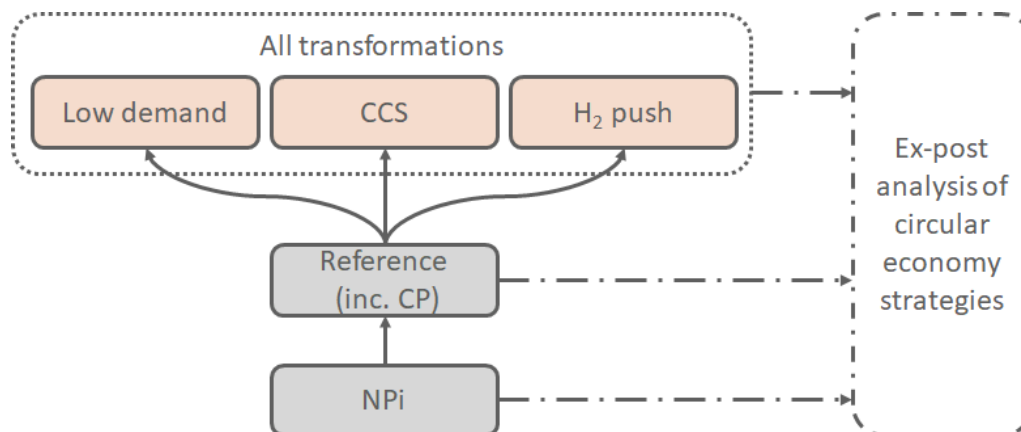 All transformations
Low demand
CCS
H₂ push
Reference
(inc. CP)
NPi
Ex-post
analysis of
circular
economy
strategies